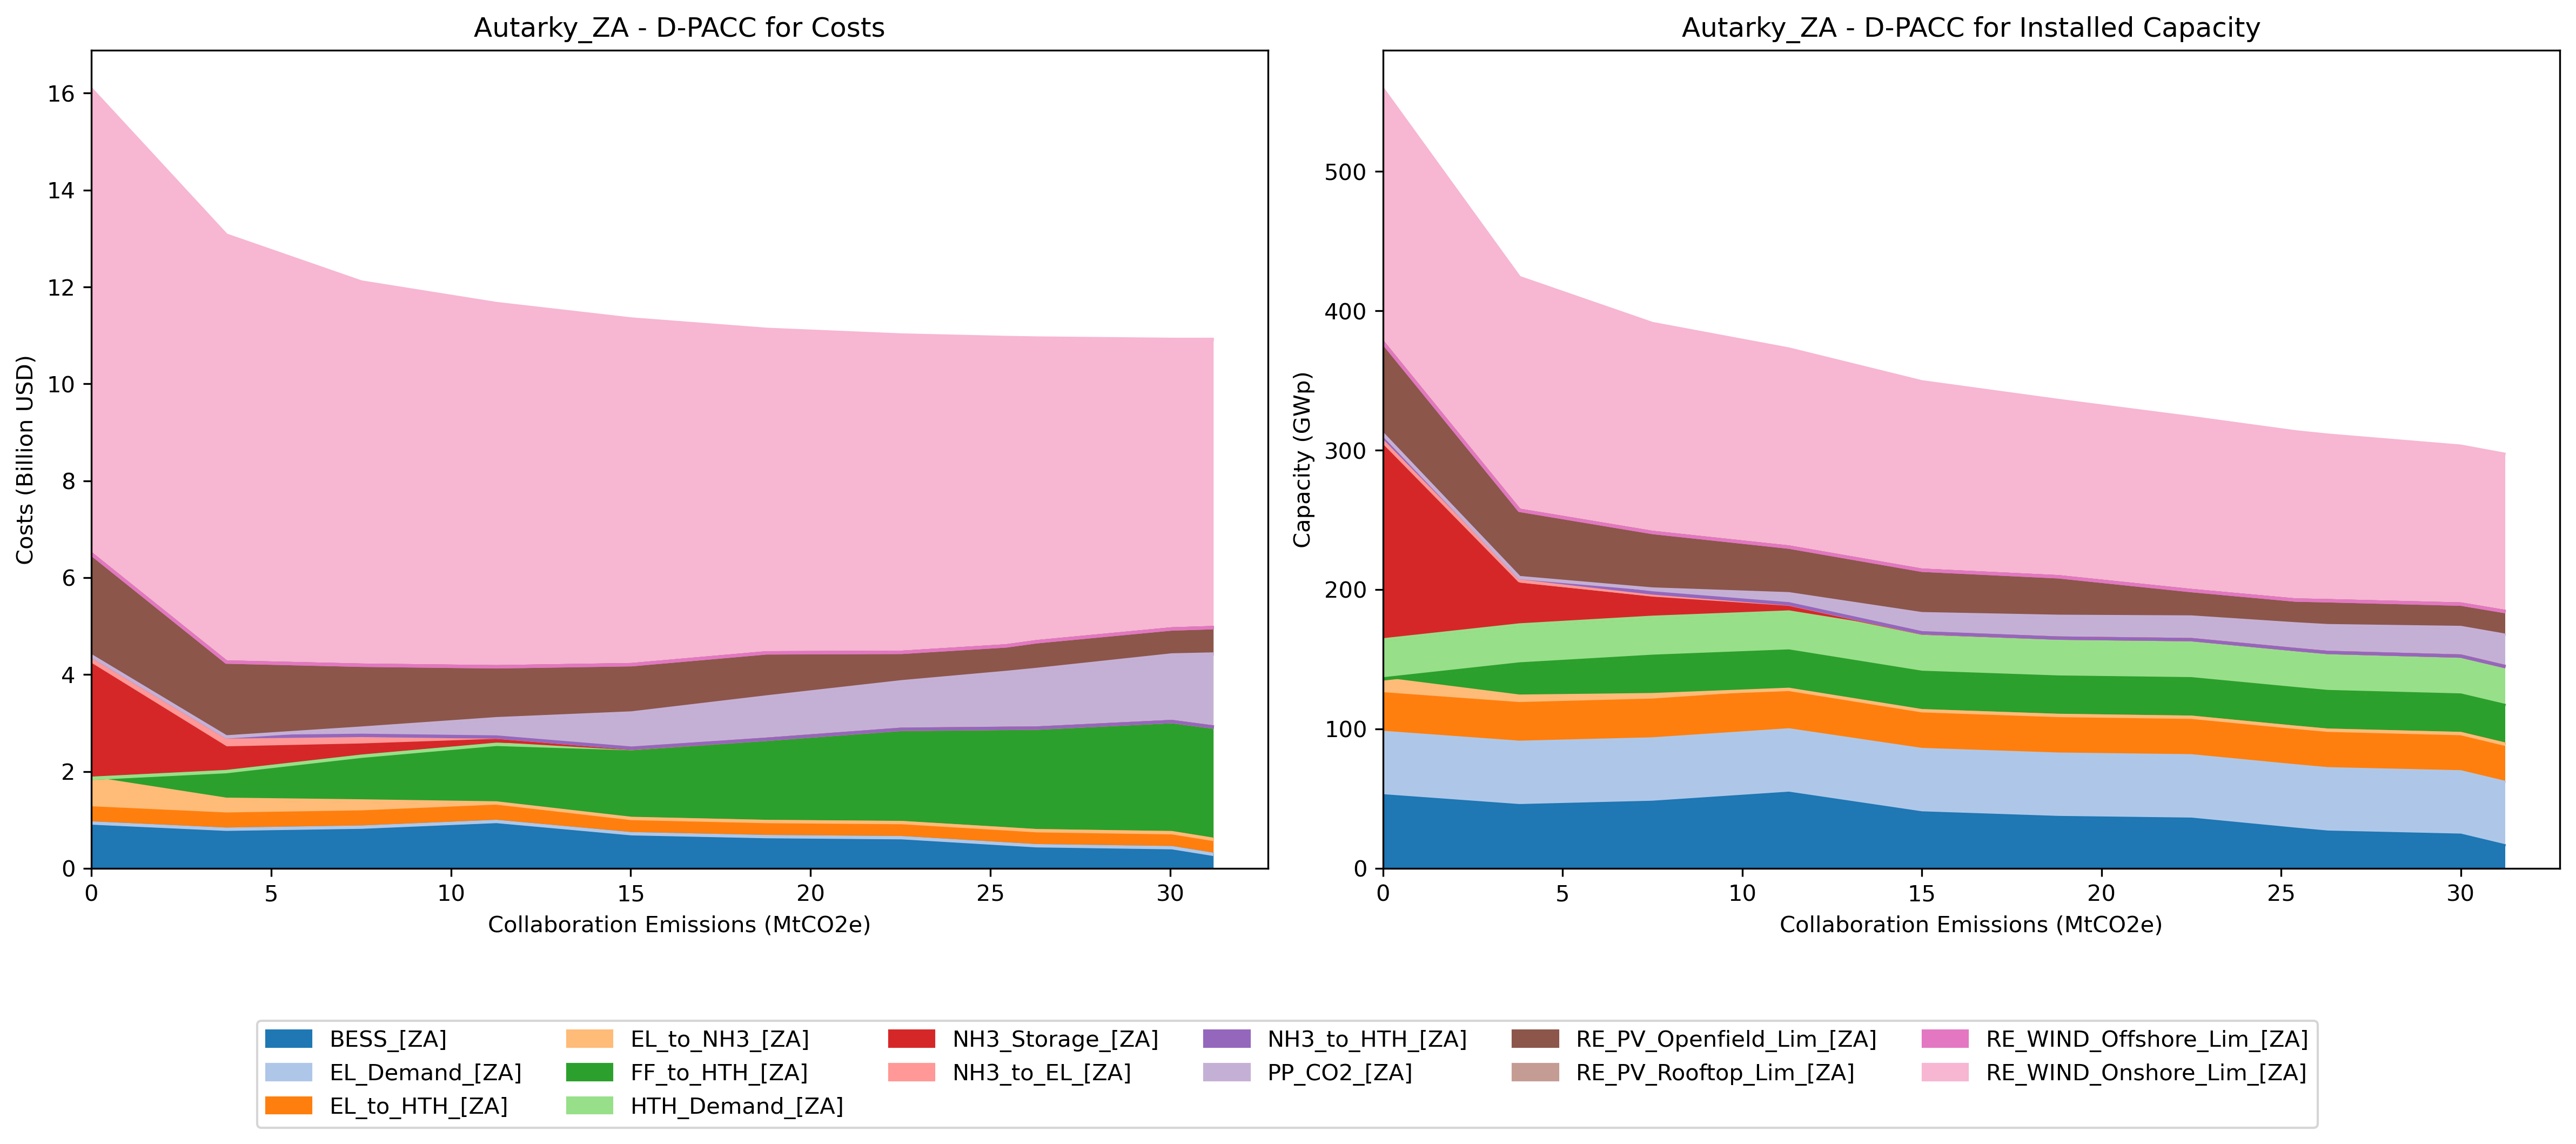 Autarky_ZA - D-PACC for Costs
Costs (Billion USD)
16
14
12
10
8
6
4
2
0
0 5 10 15 20 25 30
Collaboration Emissions (MtCO2e)
Autarky_ZA - D-PACC for Installed Capacity
Capacity (GWp)
500
400
300
200
100
0
0 5 10 15 20 25 30
Collaboration Emissions (MtCO2e)
BESS_[ZA] EL_to_NH3_[ZA] NH3_Storage_[ZA] NH3_to_HTH_[ZA] RE_PV_Openfield_Lim_[ZA] RE_WIND_Offshore_Lim_[ZA]
EL_Demand_[ZA] FF_to_HTH_[ZA] NH3_to_EL_[ZA] PP_CO2_[ZA] RE_PV_Rooftop_Lim_[ZA] RE_WIND_Onshore_Lim_[ZA]
EL_to_HTH_[ZA] HTH_Demand_[ZA]